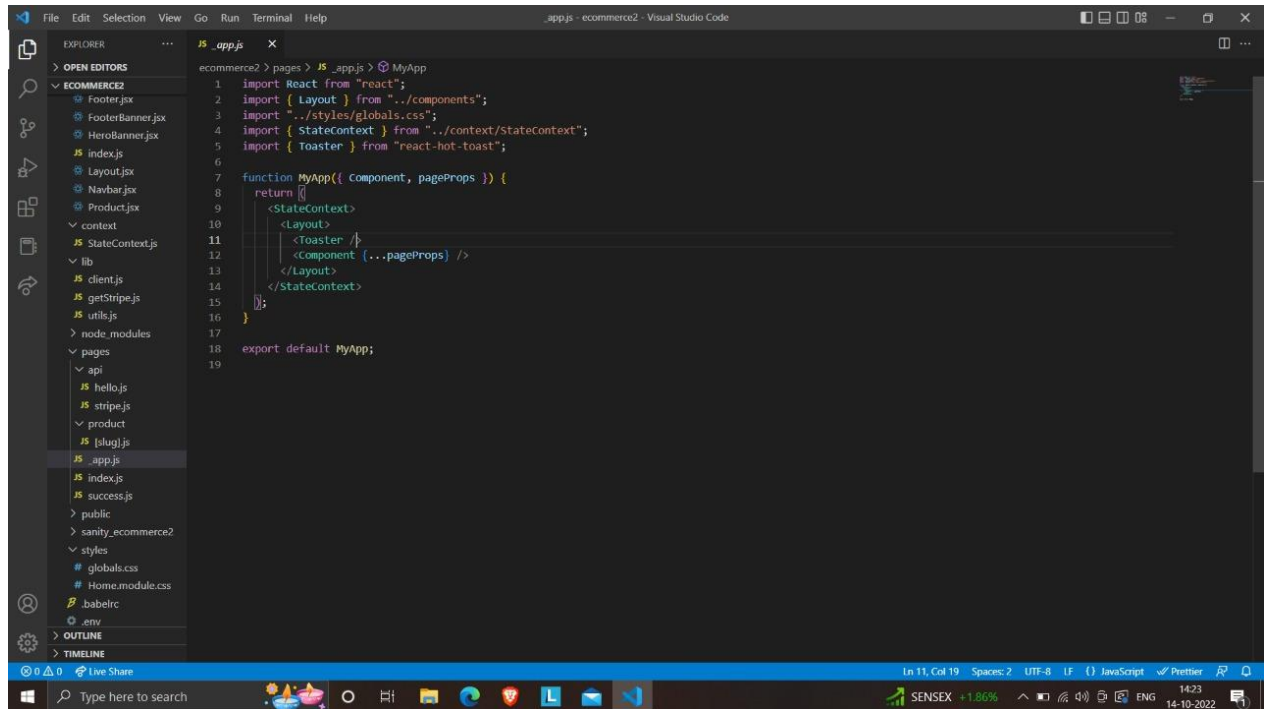 File Edit Selection View Go Run Terminal Help _app.js - ecommerce2 - Visual Studio Code
EXPLORER
OPEN EDITORS
ECOMMERCE2
Footer.jsx
FooterBanner.jsx
HeroBanner.jsx
JS index.js
Layout.jsx
Navbar.jsx
Product.jsx
context
JS StateContext.js
lib
JS client.js
JS getStripe.js
JS utils.js
node_modules
pages
api
JS hello.js
JS stripe.js
product
JS [slug].js
JS _app.js
JS index.js
JS success.js
public
sanity_ecommerce2
styles
# globals.css
# Home.module.css
.babelrc
.env
OUTLINE
TIMELINE
JS _app.js
ecommerce2 > pages > JS _app.js > MyApp
1 import React from "react";
2 import { Layout } from "../components";
3 import "../styles/globals.css";
4 import { StateContext } from "../context/StateContext";
5 import { Toaster } from "react-hot-toast";
6
7 function MyApp({ Component, pageProps }) {
8 return (
9 <StateContext>
10 <Layout>
11 <Toaster />
12 <Component {...pageProps} />
13 </Layout>
14 </StateContext>
15 );
16 }
17
18 export default MyApp;
19
0 0 Live Share Ln 11, Col 19 Spaces: 2 UTF-8 LF {} JavaScript Prettier
Type here to search L SENSEX +1.86% ENG 14:23
14-10-2022 1